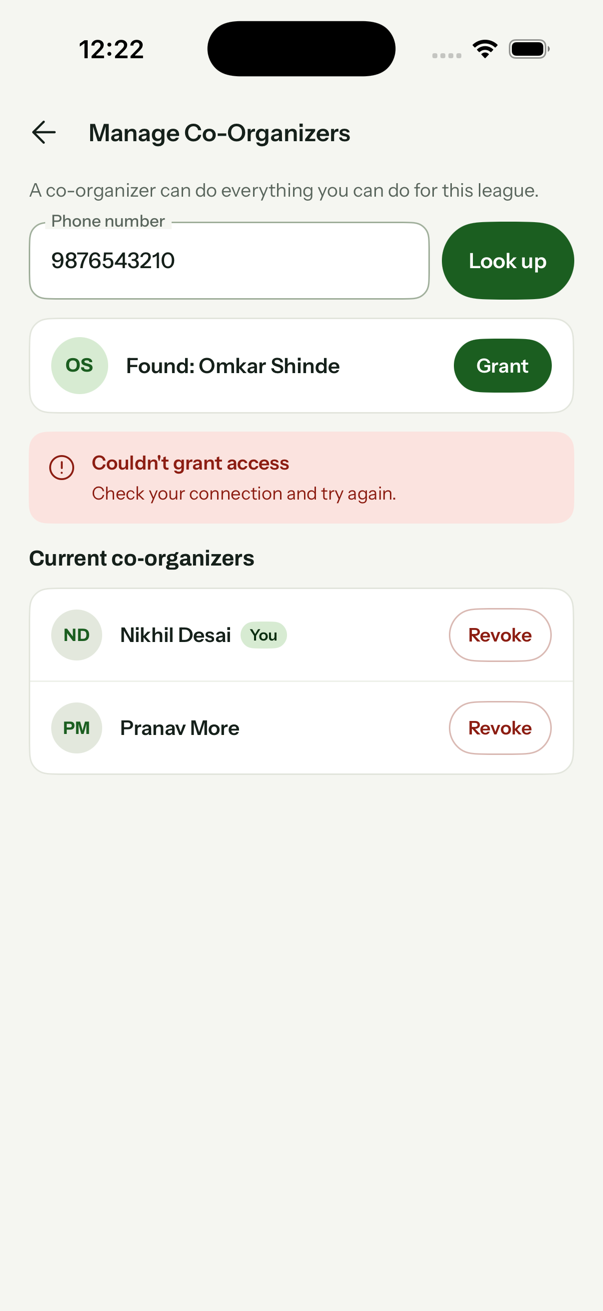 12:22
Manage Co-Organizers
A co-organizer can do everything you can do for this league.
Phone number
9876543210
Look up
OS
Found: Omkar Shinde
Grant
Couldn't grant access
Check your connection and try again.
Current co-organizers
ND
Nikhil Desai
You
Revoke
PM
Pranav More
Revoke